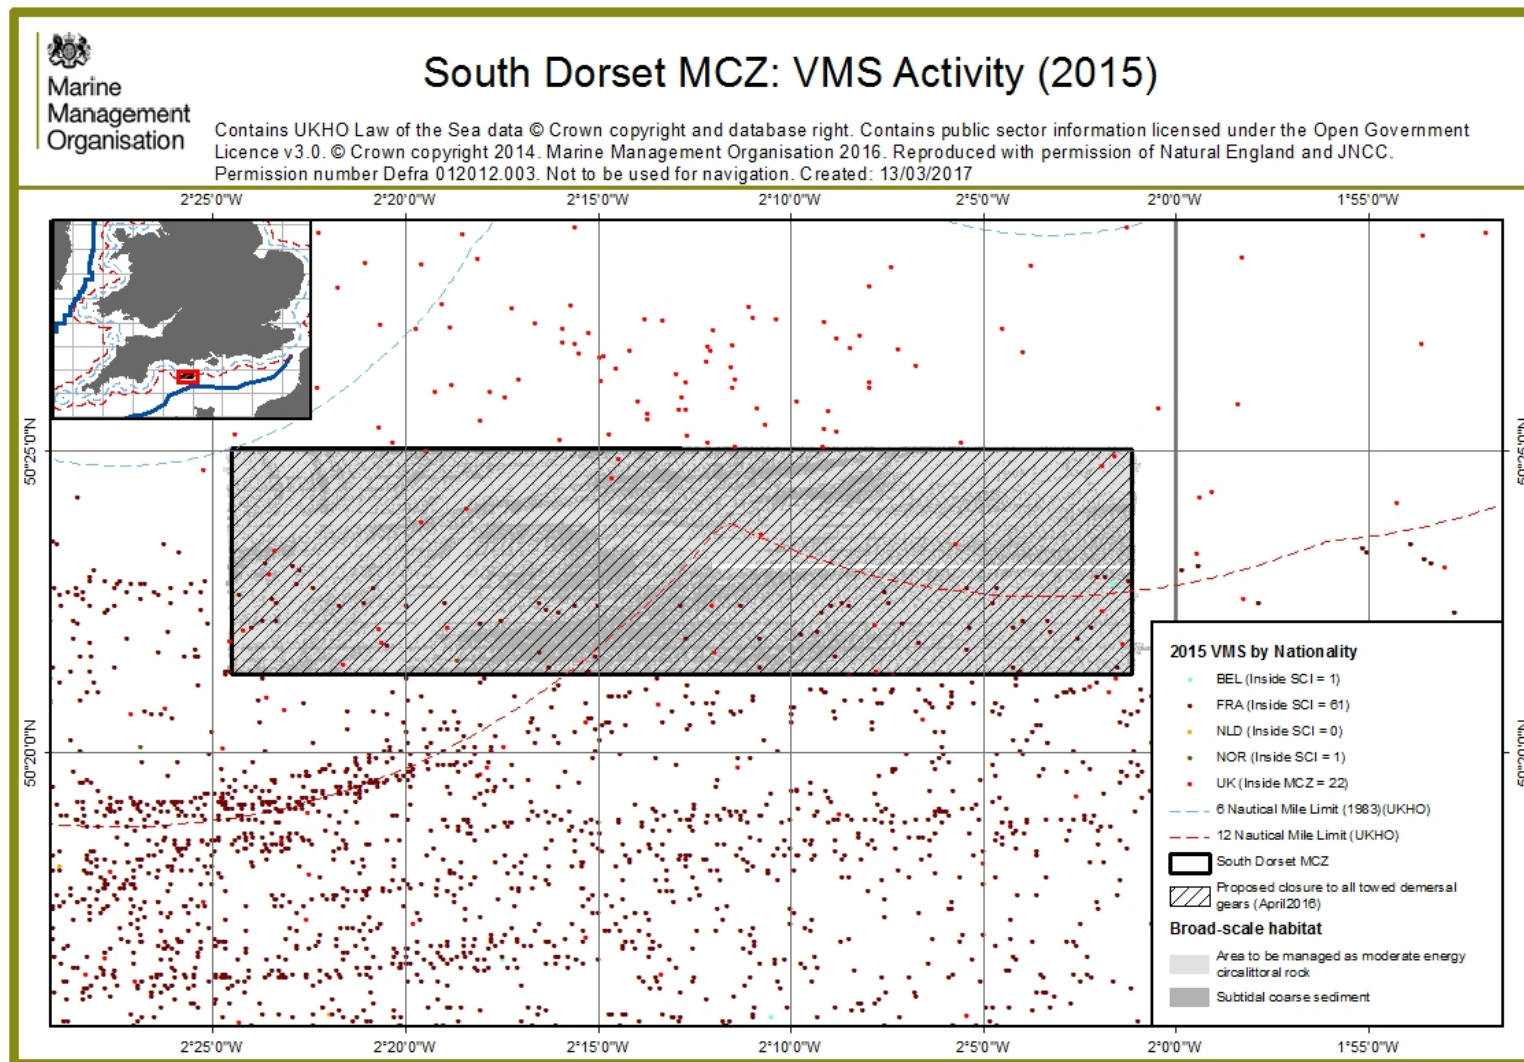 Marine
Management
Organisation
South Dorset MCZ: VMS Activity (2015)
Contains UKHO Law of the Sea data © Crown copyright and database right. Contains public sector information licensed under the Open Government
Licence v3.0. © Crown copyright 2014. Marine Management Organisation 2016. Reproduced with permission of Natural England and JNCC.
Permission number Defra 012012.003. Not to be used for navigation. Created: 13/03/2017
2°25'0"W 2°20'0"W 2°15'0"W 2°10'0"W 2°5'0"W 2°0'0"W 1°55'0"W
50°25'0"N
50°25'0"N
50°20'0"N
50°20'0"N
2015 VMS by Nationality
BEL (Inside SCI = 1)
FRA (Inside SCI = 61)
NLD (Inside SCI = 0)
NOR (Inside SCI = 1)
UK (Inside MCZ = 22)
6 Nautical Mile Limit (1983)(UKHO)
12 Nautical Mile Limit (UKHO)
South Dorset MCZ
Proposed closure to all towed demersal
gears (April2016)
Broad-scale habitat
Area to be managed as moderate energy
circalittoral rock
Subtidal coarse sediment
2°25'0"W 2°20'0"W 2°15'0"W 2°10'0"W 2°5'0"W 2°0'0"W 1°55'0"W